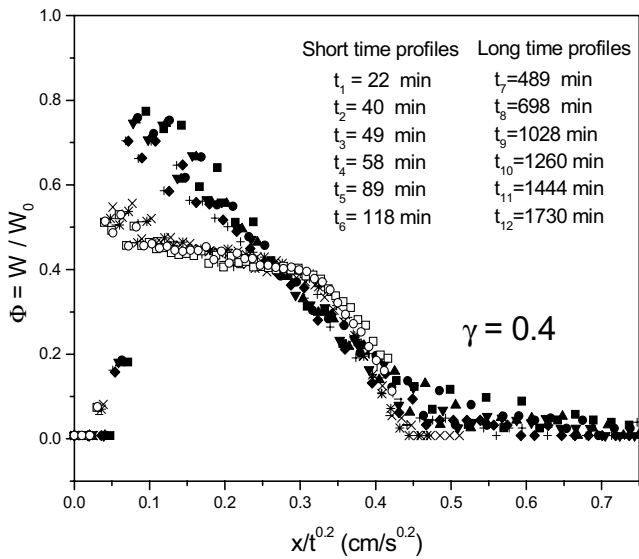 Short time profiles Long time profiles
t₁ = 22 min t₇=489 min
t₂ = 40 min t₈=698 min
t₃ = 49 min t₉=1028 min
t₄ = 58 min t₁₀=1260 min
t₅ = 89 min t₁₁=1444 min
t₆ = 118 min t₁₂=1730 min
γ = 0.4
Φ = W / W₀
1.0
0.8
0.6
0.4
0.2
0.0
0.0 0.1 0.2 0.3 0.4 0.5 0.6 0.7
x/t^0.2 (cm/s^0.2)